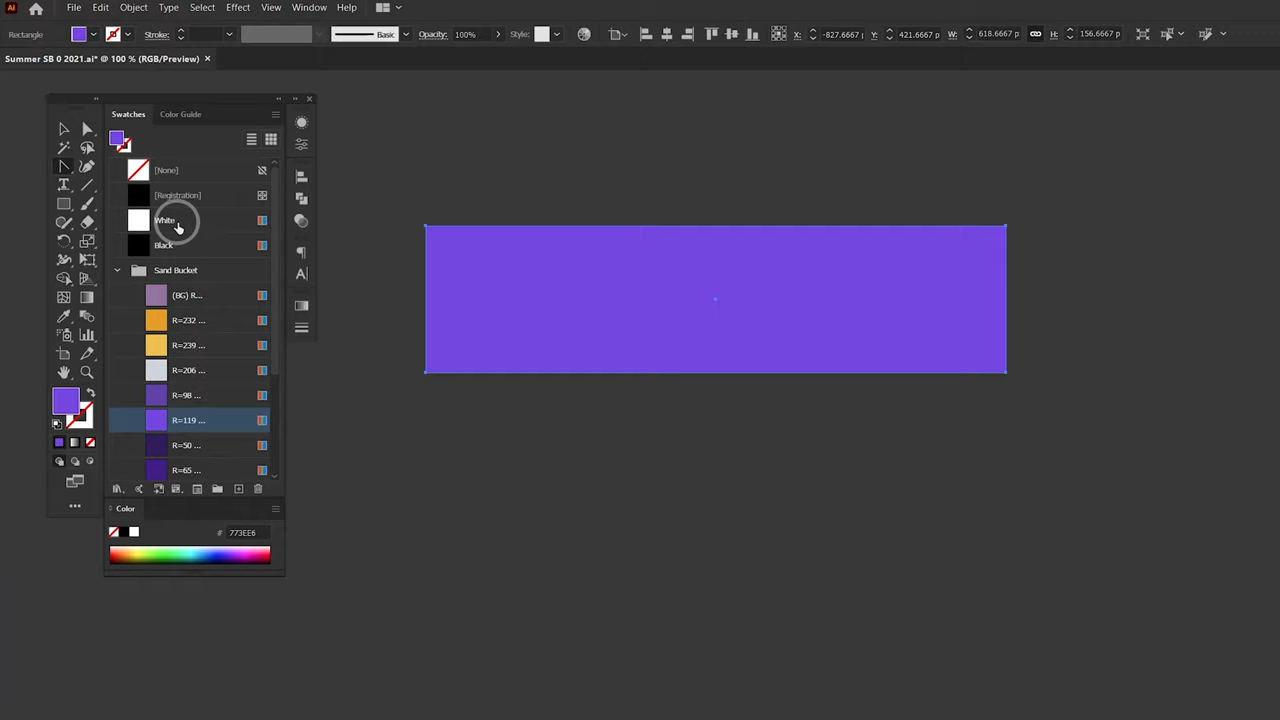 Ai File Edit Object Type Select Effect View Window Help
Rectangle Stroke: Basic Opacity: 100% Style: X: -827.6667 p Y: 421.6667 p W: 618.6667 p H: 156.6667 p
Summer SB 0 2021.ai* @ 100 % (RGB/Preview) ×
Swatches Color Guide
[None]
[Registration]
White
Black
Sand Bucket
(BG) R...
R=232 ...
R=239 ...
R=206 ...
R=98 ...
R=119 ...
R=50 ...
R=65 ...
Color
# 773EE6